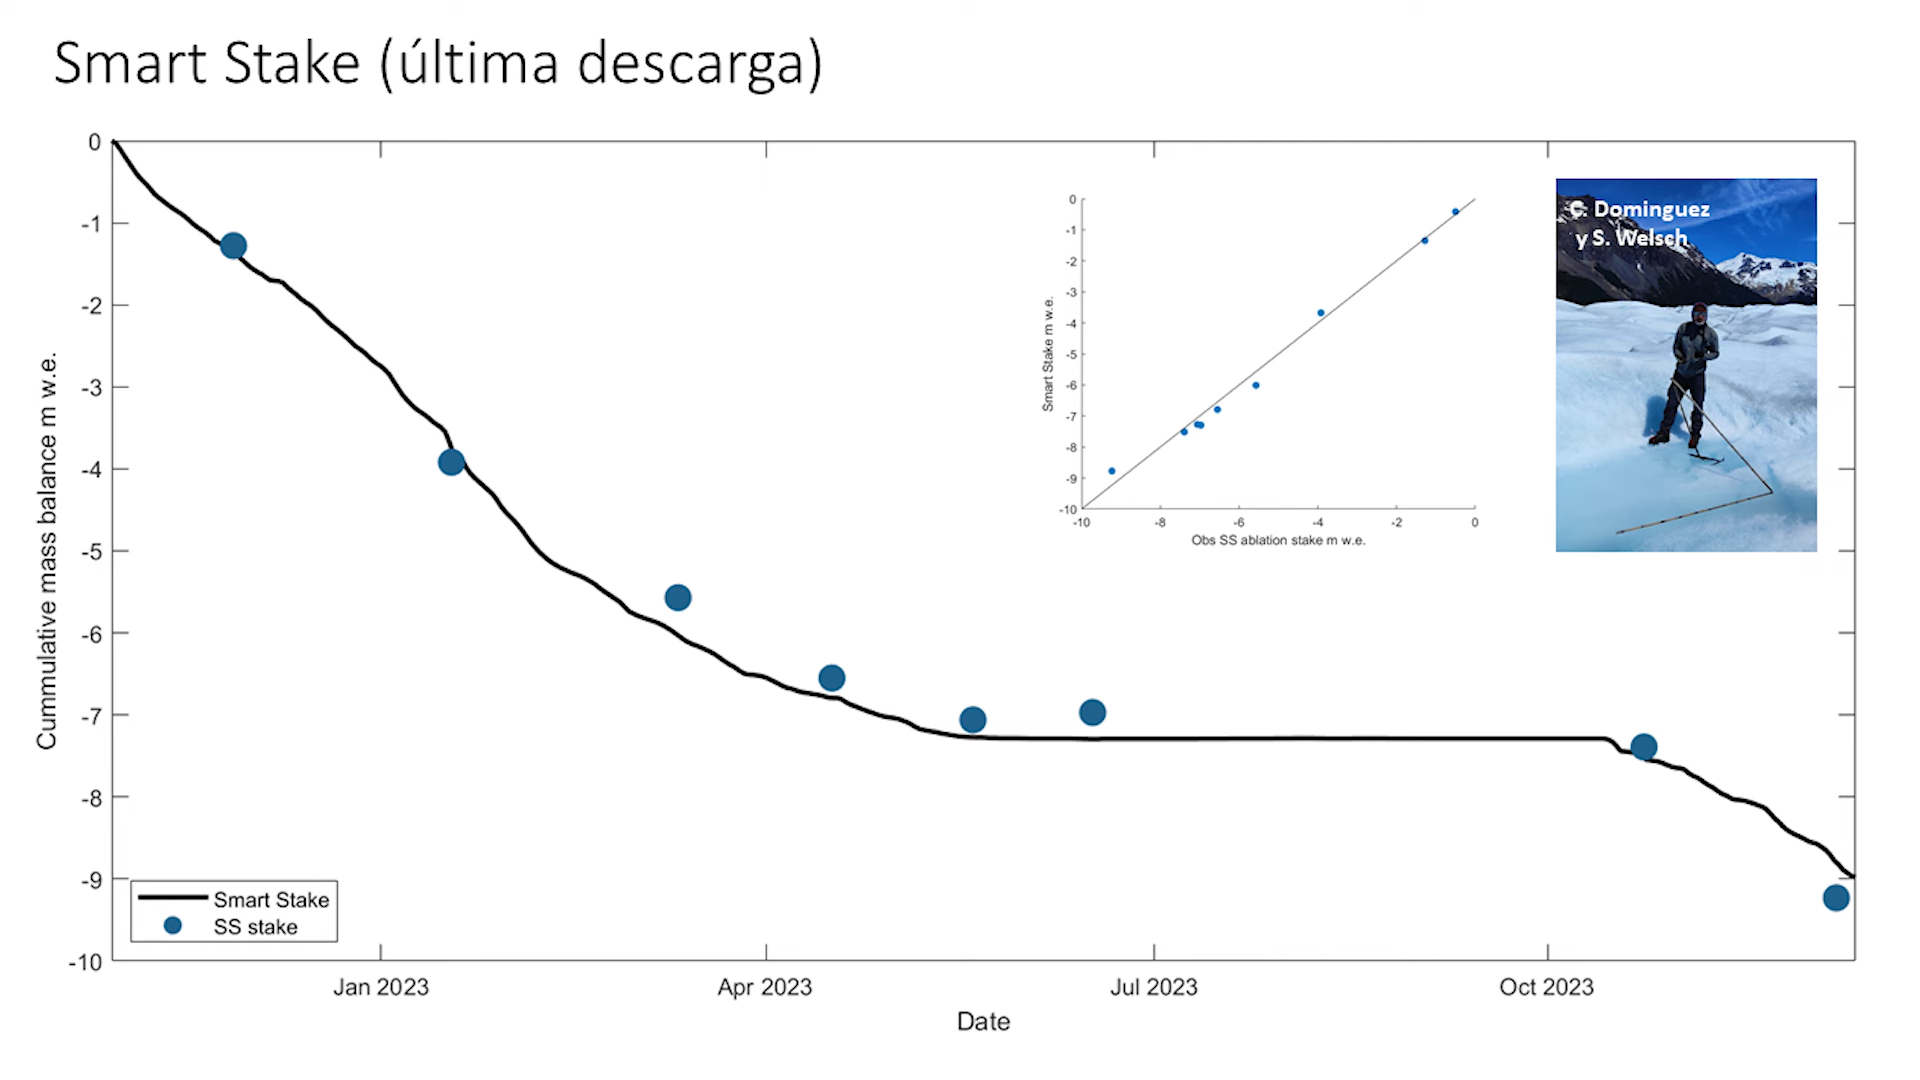 Smart Stake (última descarga)
Cummulative mass balance m w.e.
0
-1
-2
-3
-4
-5
-6
-7
-8
-9
-10
Jan 2023
Apr 2023
Jul 2023
Oct 2023
Date
Smart Stake
SS stake
Smart Stake m w.e.
0
-1
-2
-3
-4
-5
-6
-7
-8
-9
-10
-10
-8
-6
-4
-2
0
Obs SS ablation stake m w.e.
C. Dominguez
y S. Welsch